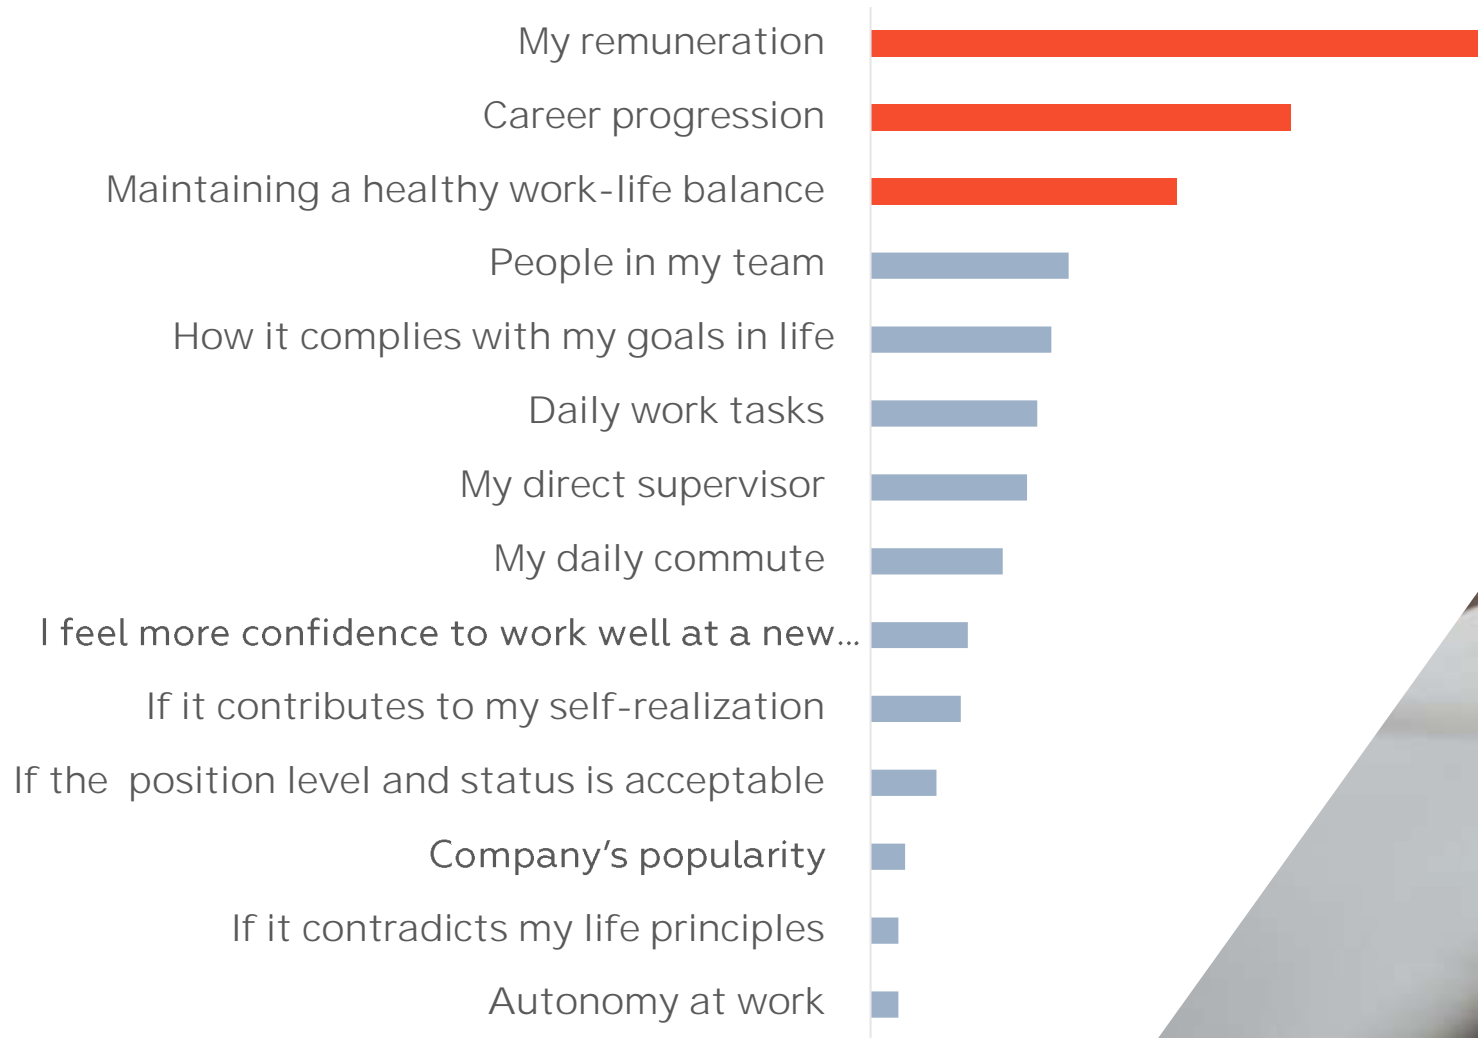 My remuneration
Career progression
Maintaining a healthy work-life balance
People in my team
How it complies with my goals in life
Daily work tasks
My direct supervisor
My daily commute
I feel more confidence to work well at a new...
If it contributes to my self-realization
If the  position level and status is acceptable
Company’s popularity
If it contradicts my life principles
Autonomy at work